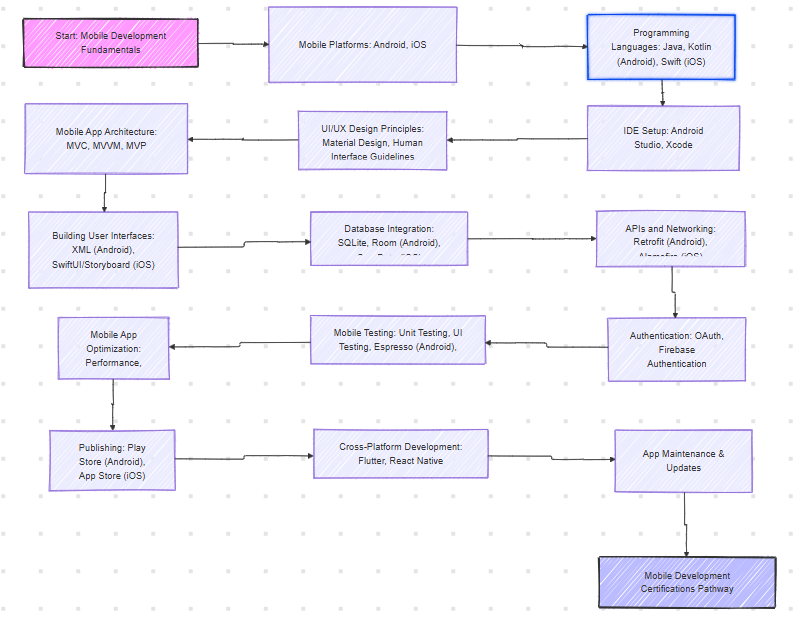 Start: Mobile Development
Fundamentals
Mobile Platforms: Android, iOS
Programming
Languages: Java, Kotlin
(Android), Swift (iOS)
IDE Setup: Android
Studio, Xcode
UI/UX Design Principles:
Material Design, Human
Interface Guidelines
Mobile App Architecture:
MVC, MVVM, MVP
Building User Interfaces:
XML (Android),
SwiftUI/Storyboard (iOS)
Database Integration:
SQLite, Room (Android),
APIs and Networking:
Retrofit (Android),
Authentication: OAuth,
Firebase
Authentication
Mobile Testing: Unit Testing, UI
Testing, Espresso (Android),
Mobile App
Optimization:
Performance,
Publishing: Play
Store (Android),
App Store (iOS)
Cross-Platform Development:
Flutter, React Native
App Maintenance &
Updates
Mobile Development
Certifications Pathway